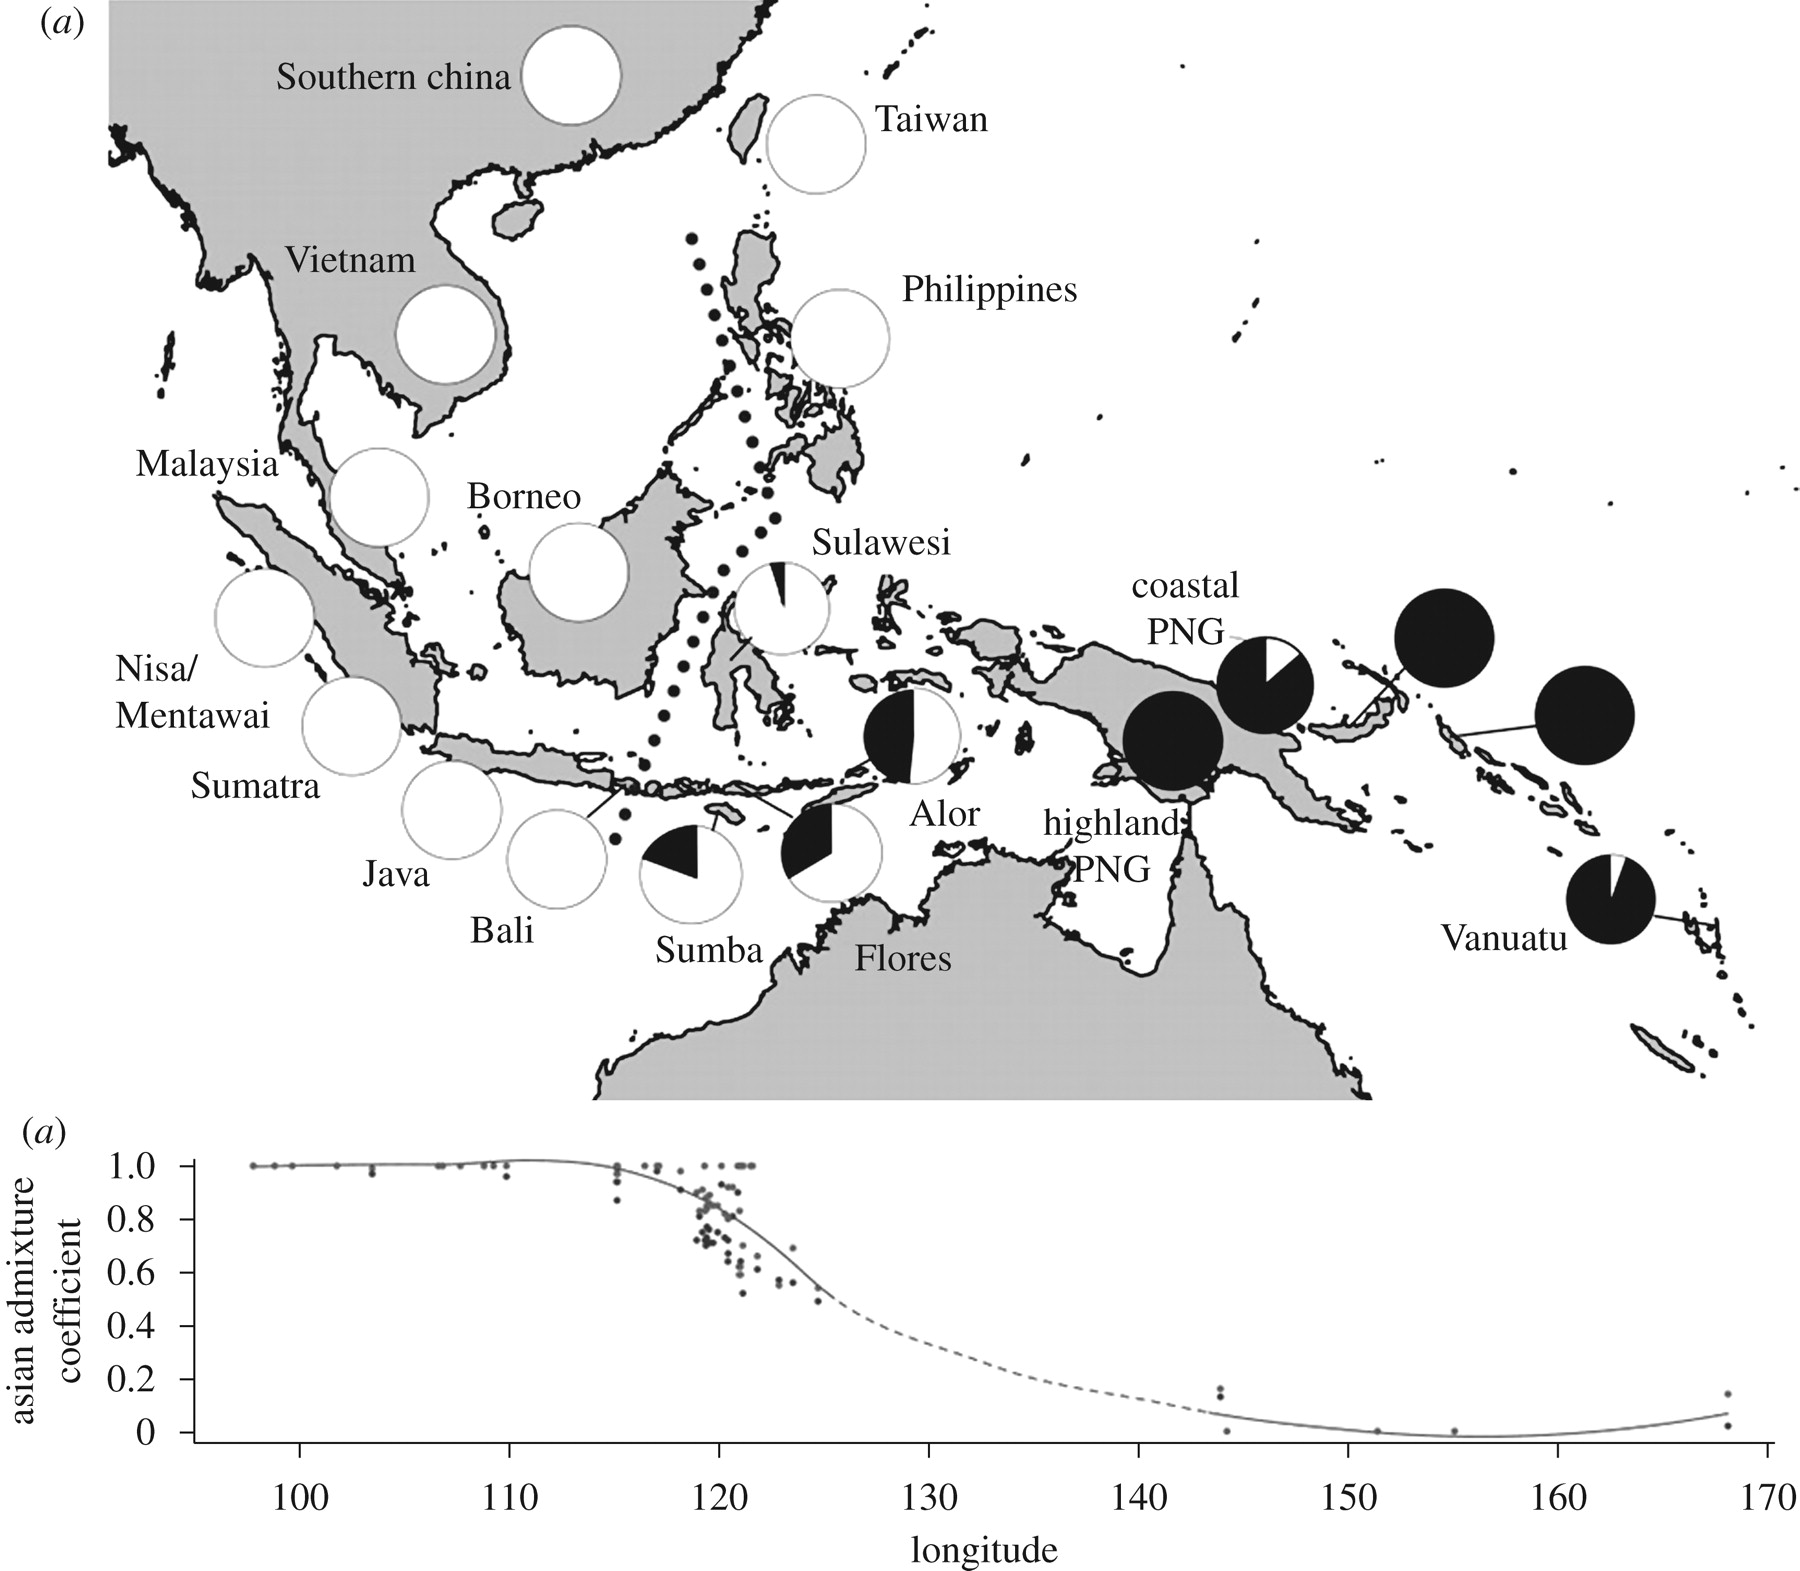 (a)
Southern china
Taiwan
Vietnam
Philippines
Malaysia
Borneo
Sulawesi
coastal
PNG
Nisa/
Mentawai
Sumatra
Alor
highland
PNG
Java
Bali
Sumba
Flores
Vanuatu
(a)
asian admixture
coefficient
1.0
0.8
0.6
0.4
0.2
0
100 110 120 130 140 150 160 170
longitude